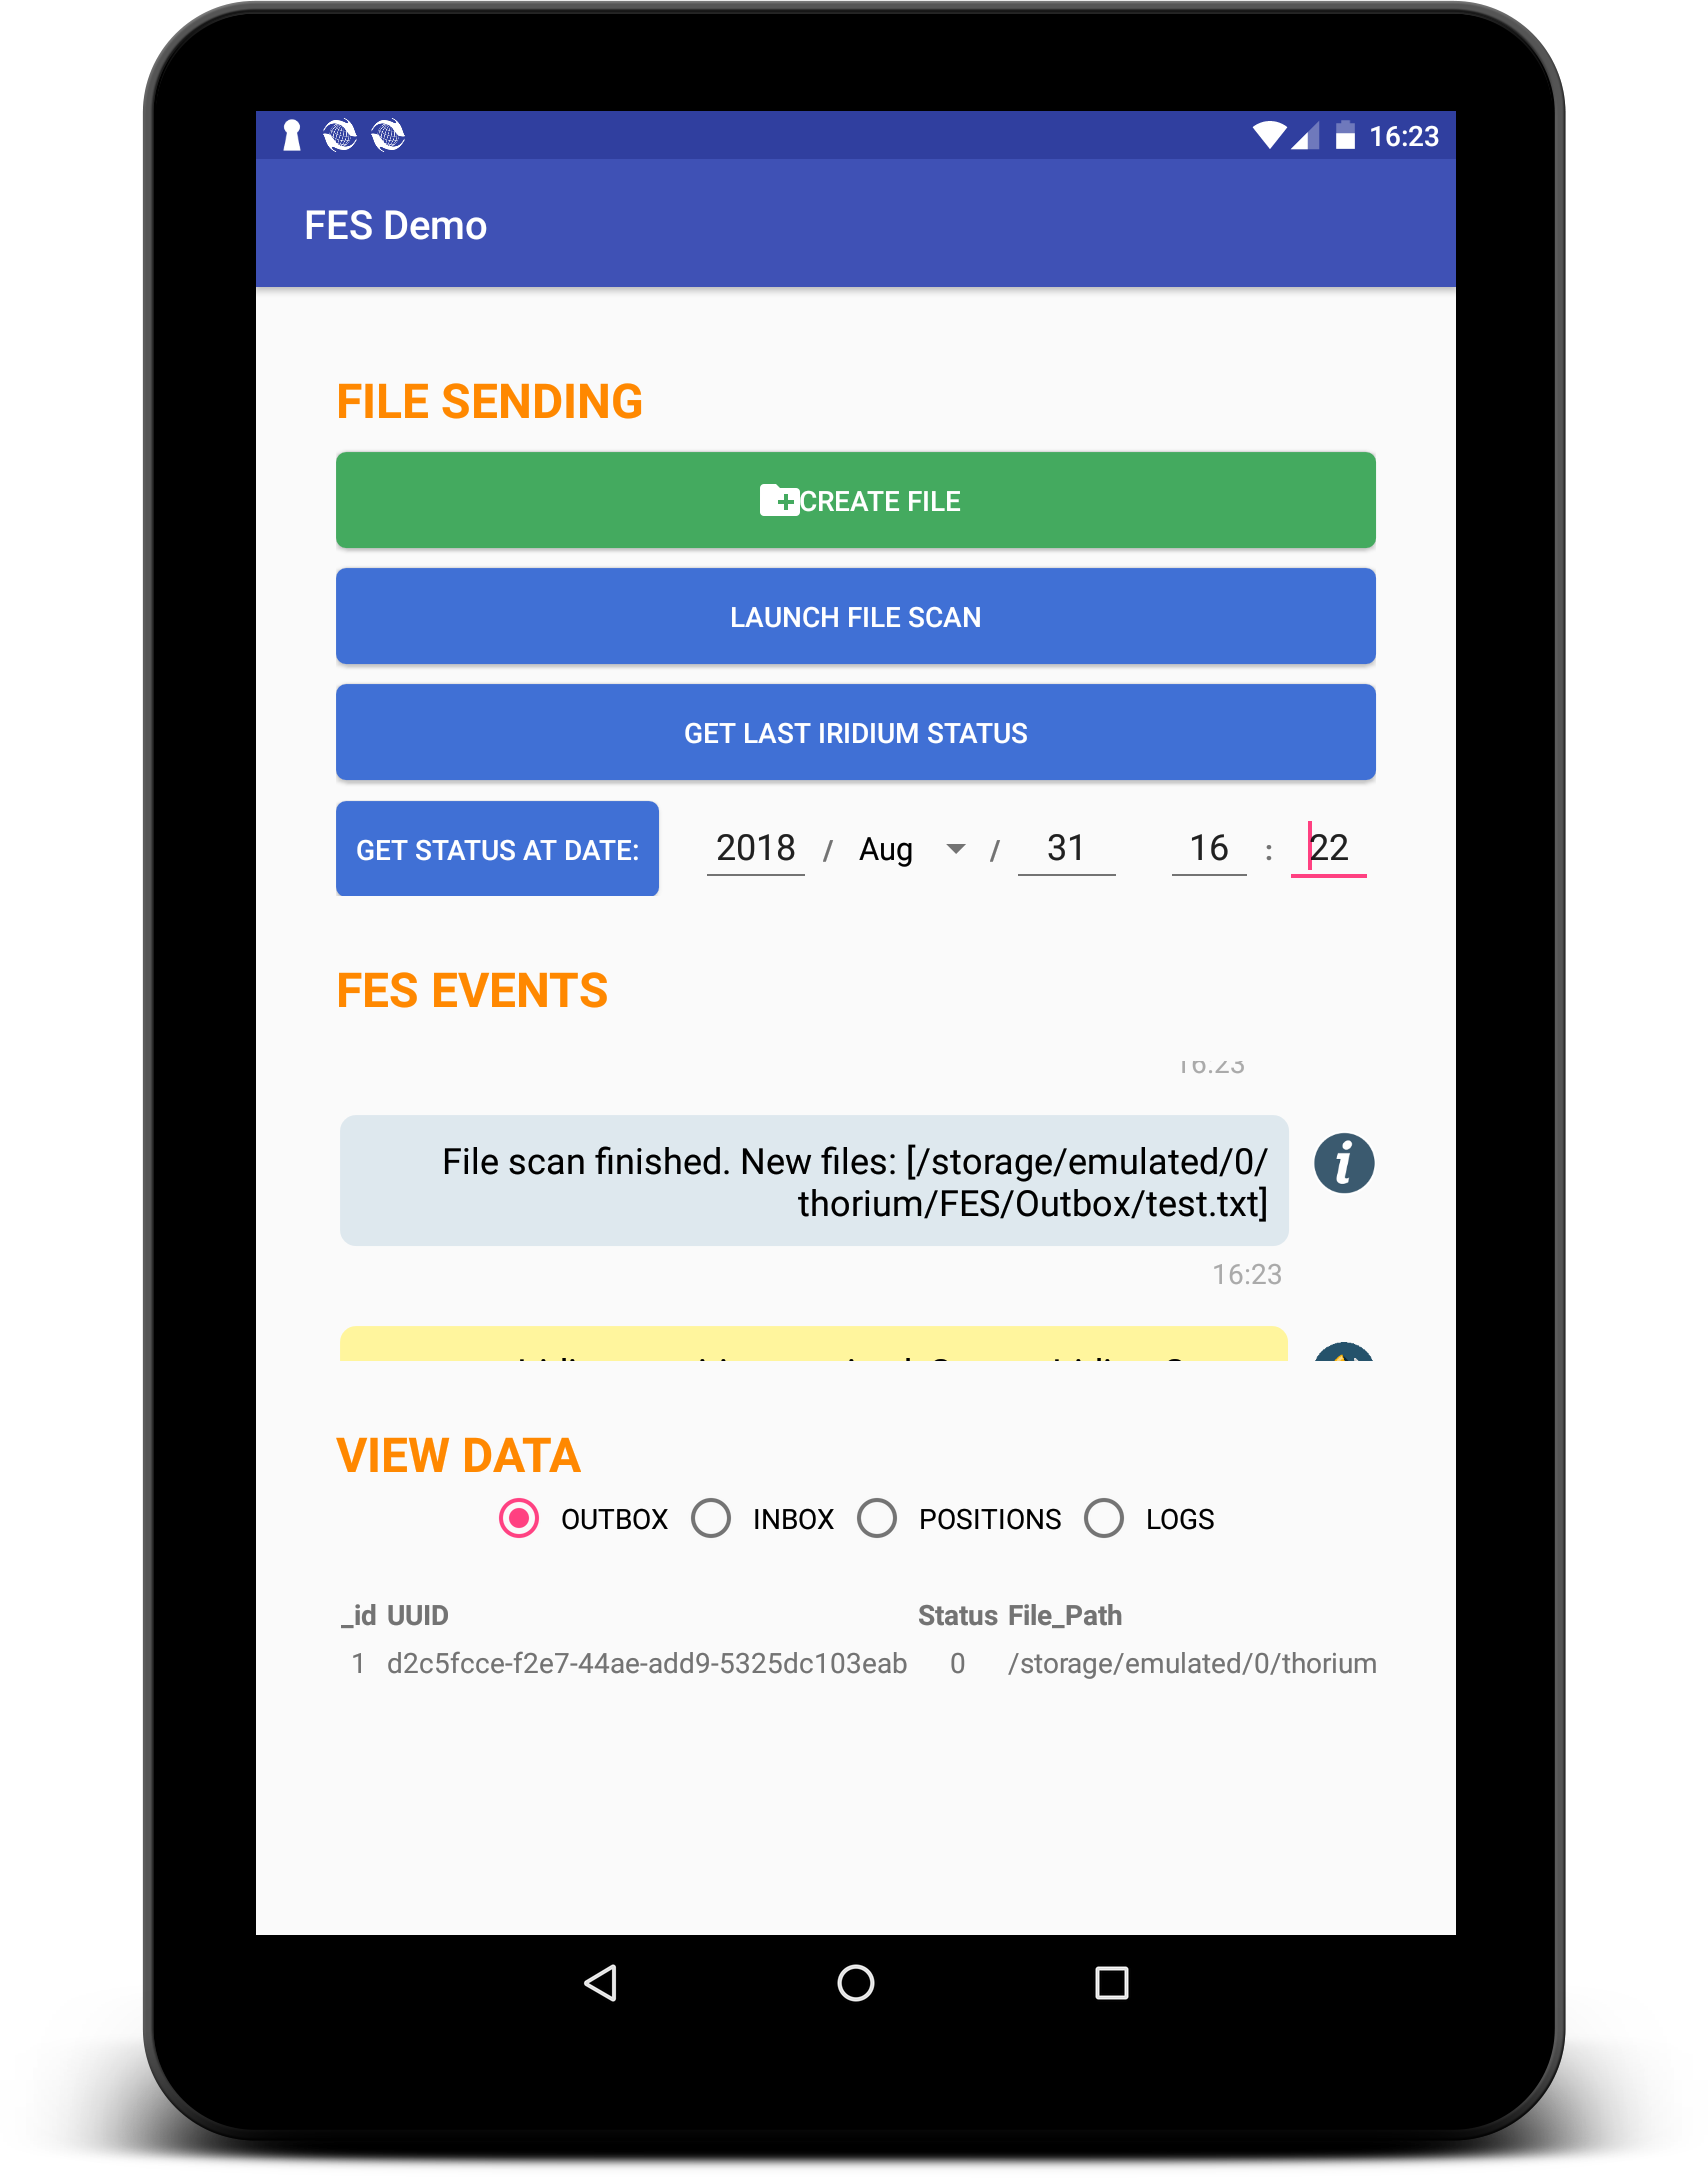 16:23
FES Demo
FILE SENDING
CREATE FILE
LAUNCH FILE SCAN
GET LAST IRIDIUM STATUS
GET STATUS AT DATE: 2018 / Aug / 31 16 : 22
FES EVENTS
16:23
File scan finished. New files: [/storage/emulated/0/
thorium/FES/Outbox/test.txt]
16:23
VIEW DATA
OUTBOX INBOX POSITIONS LOGS
_id UUID Status File_Path
1 d2c5fcce-f2e7-44ae-add9-5325dc103eab 0 /storage/emulated/0/thorium